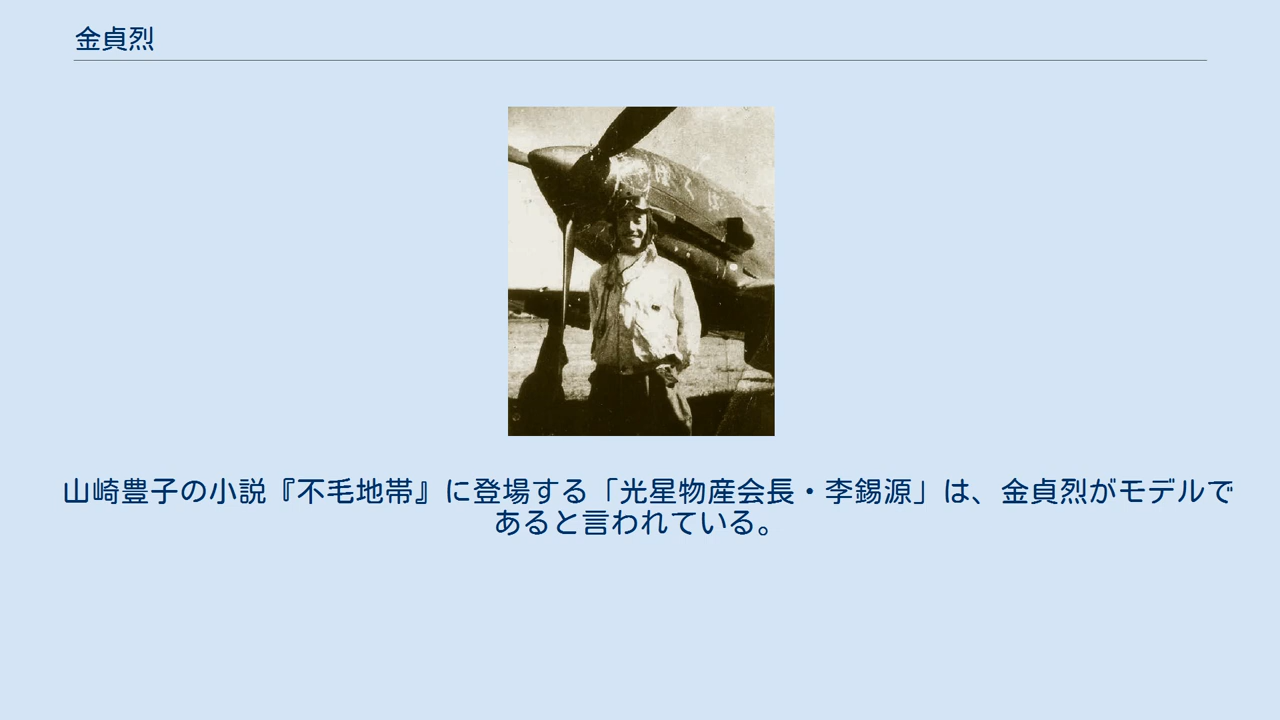 金貞烈
山崎豊子の小説『不毛地帯』に登場する「光星物産会長・李錫源」は、金貞烈がモデルで
あると言われている。